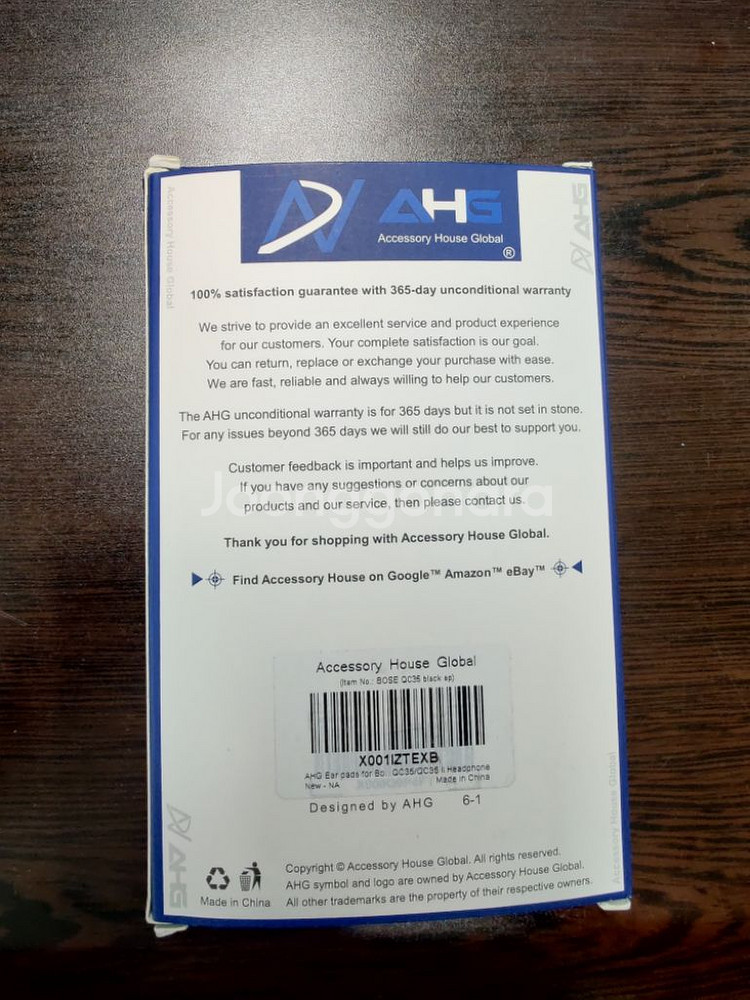 AHG
Accessory House Global
®
Accessory House Global
AHG
100% satisfaction guarantee with 365-day unconditional warranty
We strive to provide an excellent service and product experience
for our customers. Your complete satisfaction is our goal.
You can return, replace or exchange your purchase with ease.
We are fast, reliable and always willing to help our customers.
The AHG unconditional warranty is for 365 days but it is not set in stone.
For any issues beyond 365 days we will still do our best to support you.
Customer feedback is important and helps us improve.
If you have any suggestions or concerns about our
products and our service, then please contact us.
Joonggonara
Thank you for shopping with Accessory House Global.
Find Accessory House on Google™ Amazon™ eBay™
Accessory House Global
(Item No.: BOSE QC35 black sp)
X001IZTEXB
AHG Ear pads for Bo.. QC35/QC35 II Headphone
New - NA
Made in China
Designed by AHG 6-1
Accessory House Global
AHG
Made in China
Copyright © Accessory House Global. All rights reserved.
AHG symbol and logo are owned by Accessory House Global.
All other trademarks are the property of their respective owners.